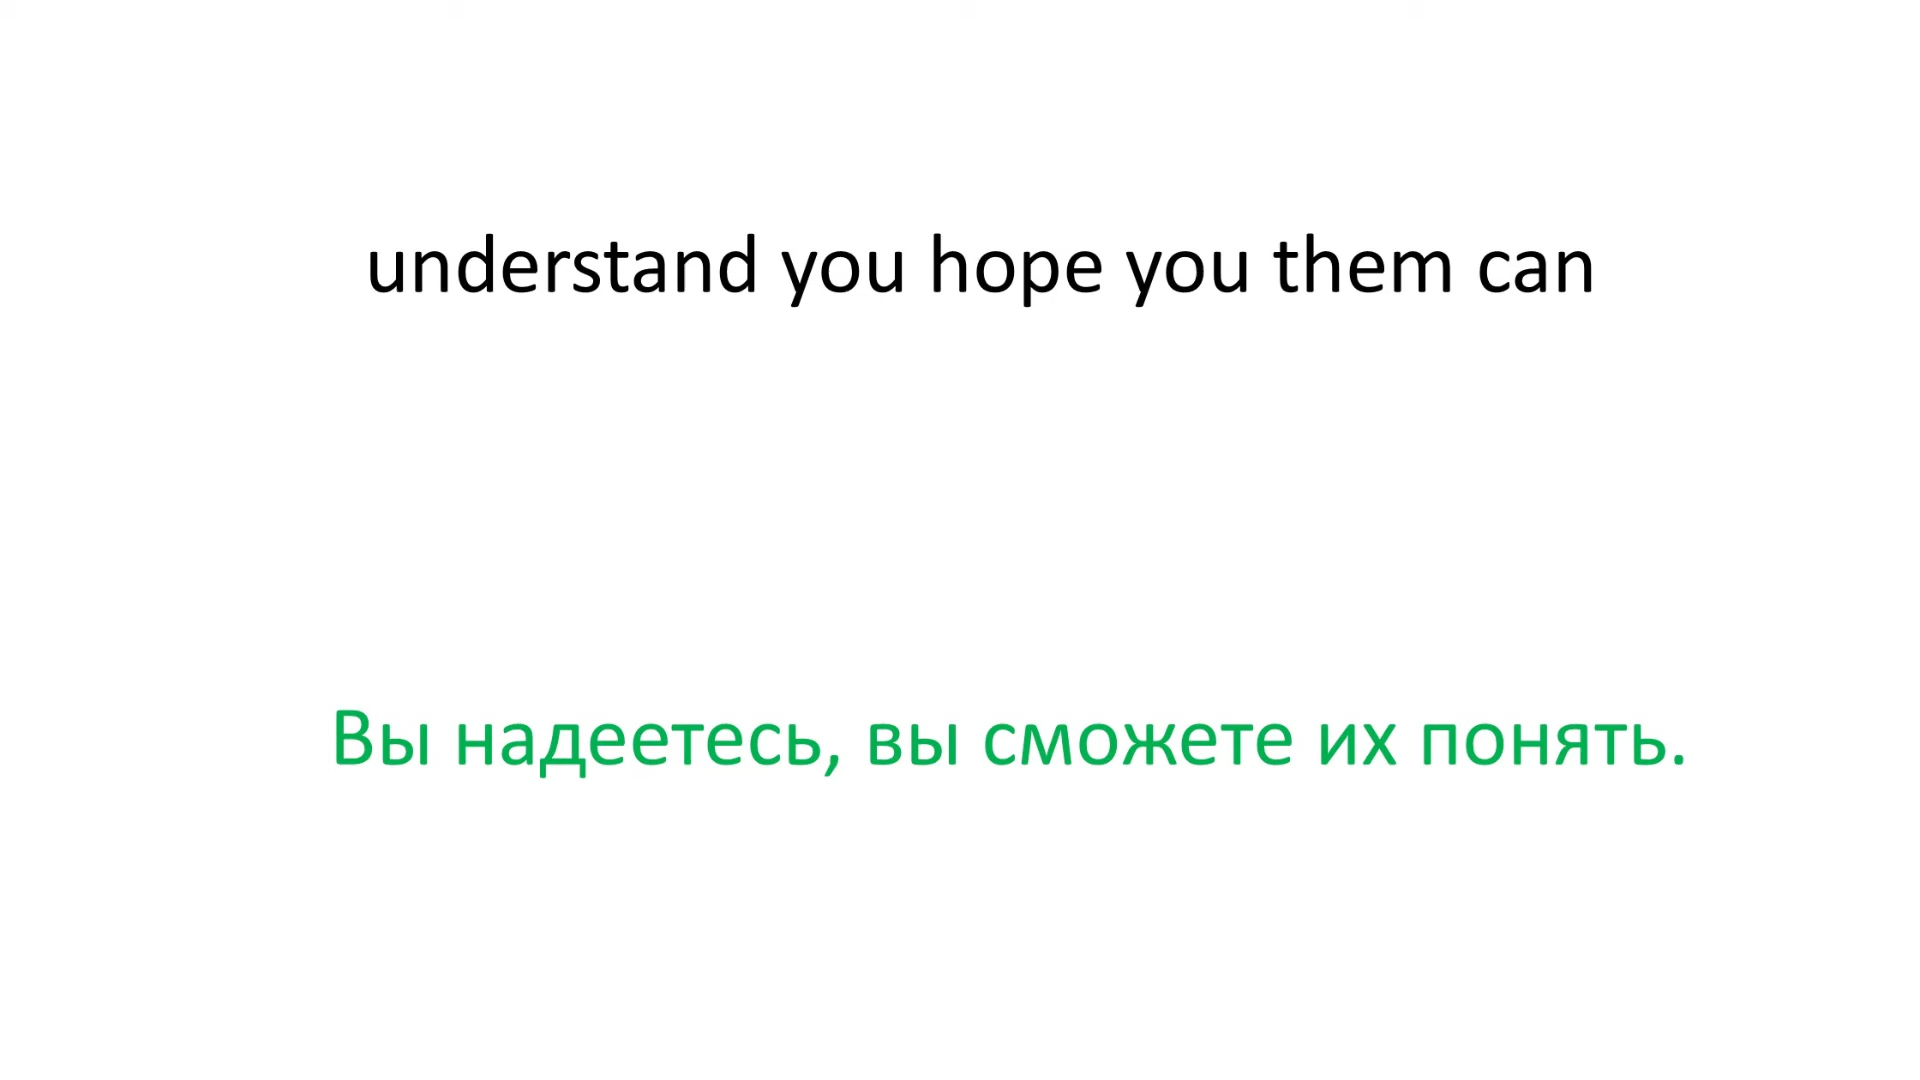 understand you hope you them can
Вы надеетесь, вы сможете их понять.